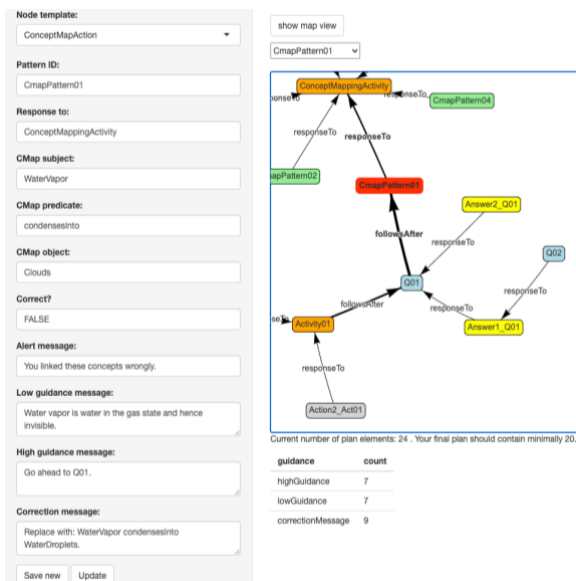 Node template:
ConceptMapAction
Pattern ID:
CmapPattern01
Response to:
ConceptMappingActivity
CMap subject:
WaterVapor
CMap predicate:
condensesInto
CMap object:
Clouds
Correct?
FALSE
Alert message:
You linked these concepts wrongly.
Low guidance message:
Water vapor is water in the gas state and hence
invisible.
High guidance message:
Go ahead to Q01.
Correction message:
Replace with: WaterVapor condensesInto
WaterDroplets.
Save new Update
show map view
CmapPattern01
ConceptMappingActivity
ponseTo
responseTo
CmapPattern04
responseTo
responseTo
apPattern02
CmapPattern01
Answer2_Q01
followsAfter
responseTo
Q02
Q01
responseTo
followsAfter
responseTo
seTo
Activity01
Answer1_Q01
responseTo
Action2_Act01
Current number of plan elements: 24 . Your final plan should contain minimally 20.
guidance count
highGuidance 7
lowGuidance 7
correctionMessage 9